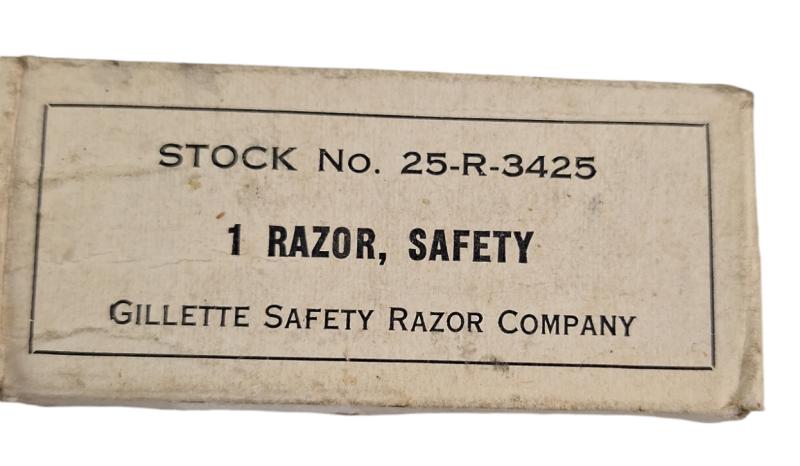 STOCK No. 25-R-3425
1 RAZOR, SAFETY
GILLETTE SAFETY RAZOR COMPANY